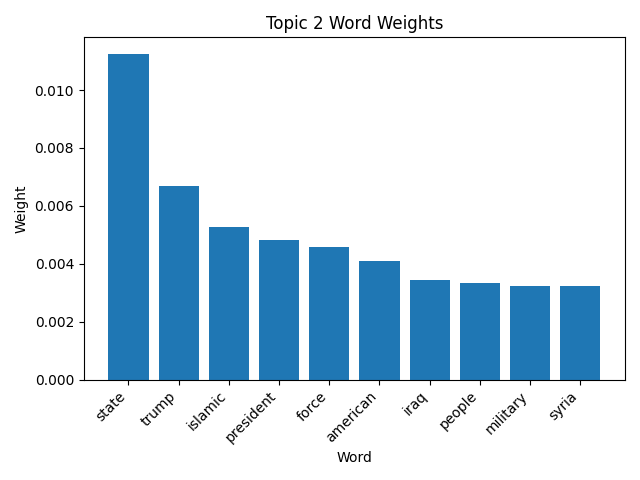 Topic 2 Word Weights
Weight
0.010
0.008
0.006
0.004
0.002
0.000
state
trump
islamic
president
force
american
iraq
people
military
syria
Word